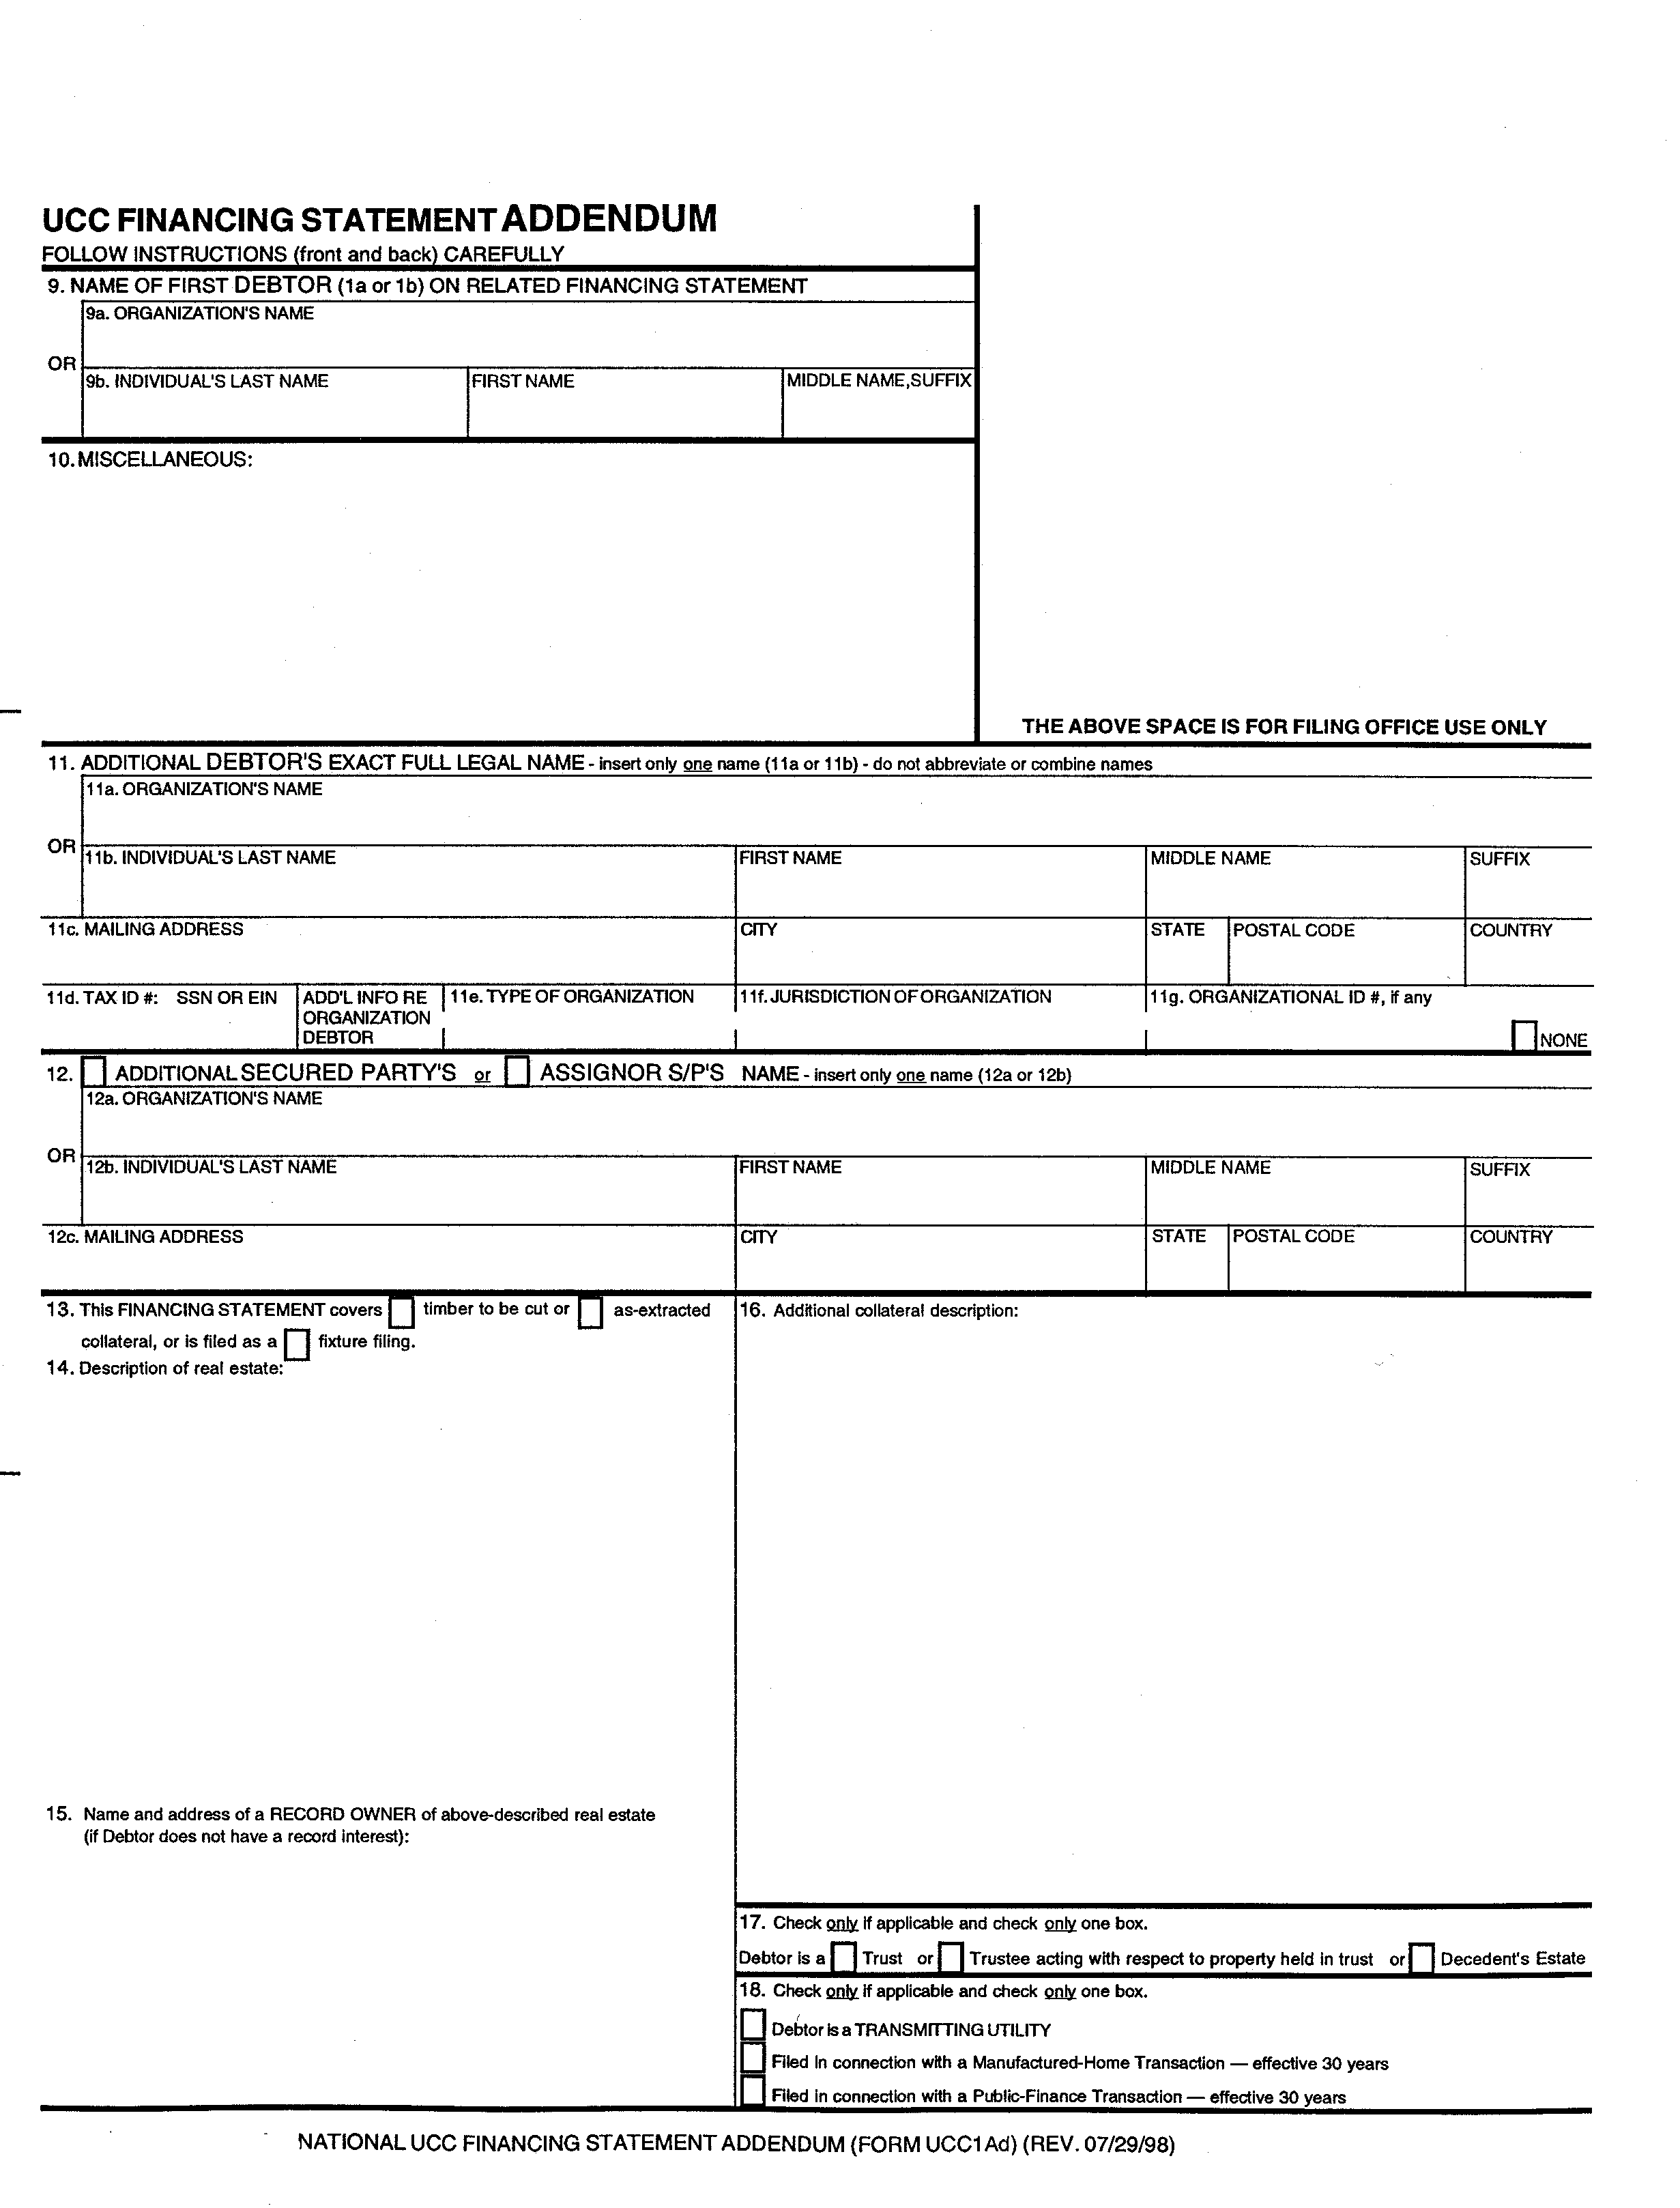 UCC FINANCING STATEMENT ADDENDUM
FOLLOW INSTRUCTIONS (front and back) CAREFULLY
9. NAME OF FIRST DEBTOR (1a or 1b) ON RELATED FINANCING STATEMENT
9a. ORGANIZATION'S NAME
OR
9b. INDIVIDUAL'S LAST NAME FIRST NAME MIDDLE NAME,SUFFIX
10. MISCELLANEOUS:
THE ABOVE SPACE IS FOR FILING OFFICE USE ONLY
11. ADDITIONAL DEBTOR'S EXACT FULL LEGAL NAME - insert only one name (11a or 11b) - do not abbreviate or combine names
11a. ORGANIZATION'S NAME
OR
11b. INDIVIDUAL'S LAST NAME FIRST NAME MIDDLE NAME SUFFIX
11c. MAILING ADDRESS CITY STATE POSTAL CODE COUNTRY
11d. TAX ID #: SSN OR EIN ADD'L INFO RE 11e. TYPE OF ORGANIZATION 11f. JURISDICTION OF ORGANIZATION 11g. ORGANIZATIONAL ID #, if any
ORGANIZATION
DEBTOR NONE
12. ADDITIONAL SECURED PARTY'S or ASSIGNOR S/P'S NAME - insert only one name (12a or 12b)
12a. ORGANIZATION'S NAME
OR
12b. INDIVIDUAL'S LAST NAME FIRST NAME MIDDLE NAME SUFFIX
12c. MAILING ADDRESS CITY STATE POSTAL CODE COUNTRY
13. This FINANCING STATEMENT covers timber to be cut or as-extracted
collateral, or is filed as a fixture filing.
14. Description of real estate:
15. Name and address of a RECORD OWNER of above-described real estate
(if Debtor does not have a record interest):
16. Additional collateral description:
17. Check only if applicable and check only one box.
Debtor is a Trust or Trustee acting with respect to property held in trust or Decedent's Estate
18. Check only if applicable and check only one box.
Debtor is a TRANSMITTING UTILITY
Filed in connection with a Manufactured-Home Transaction — effective 30 years
Filed in connection with a Public-Finance Transaction — effective 30 years
NATIONAL UCC FINANCING STATEMENT ADDENDUM (FORM UCC1Ad) (REV. 07/29/98)